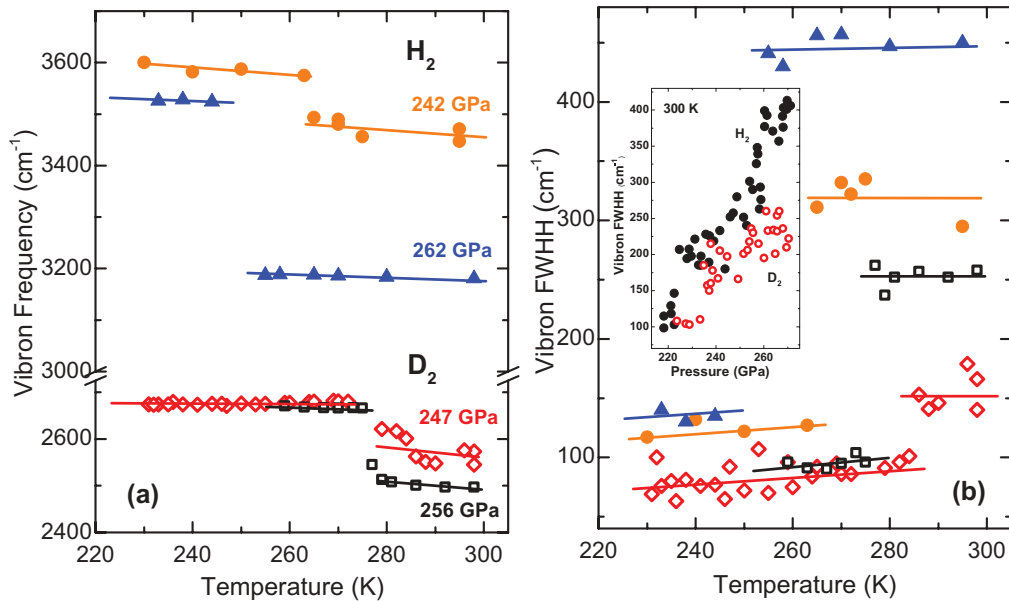 H2
242 GPa
262 GPa
D2
247 GPa
256 GPa
(a)
Vibron Frequency (cm-1)
3600
3400
3200
3000
2600
2400
220 240 260 280 300
Temperature (K)
Vibron FWHH (cm-1)
400
300
200
100
0
220 240 260 280 300
Temperature (K)
(b)
300 K
H2
D2
Vibron FWHH (cm-1)
400
350
300
250
200
150
100
220 240 260
Pressure (GPa)